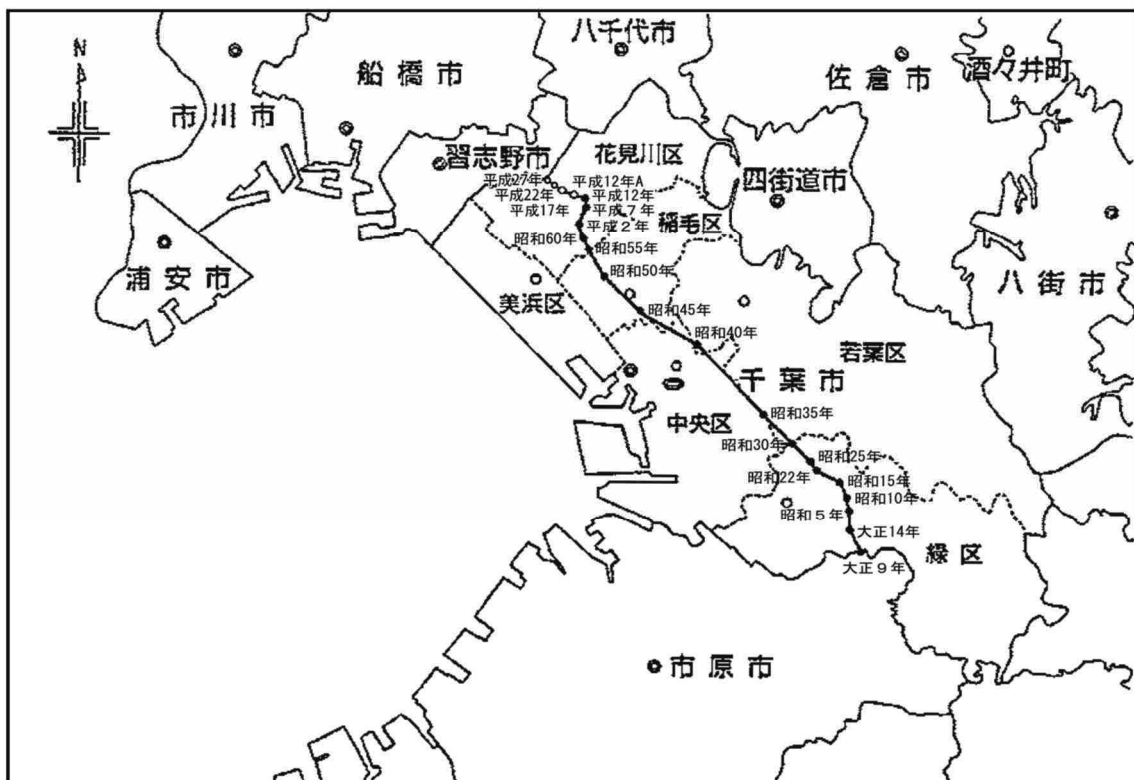 N
八千代市
酒々井町
船橋市
佐倉市
市川市
習志野市
花見川区
四街道市
平成27年
平成12年A
平成22年
平成12年
平成17年
平成7年
稲毛区
平成2年
昭和60年
昭和55年
浦安市
昭和50年
八街市
美浜区
昭和45年
昭和40年
若葉区
千葉市
昭和35年
中央区
昭和30年
昭和25年
昭和22年
昭和15年
昭和10年
昭和5年
大正14年
緑区
大正9年
市原市